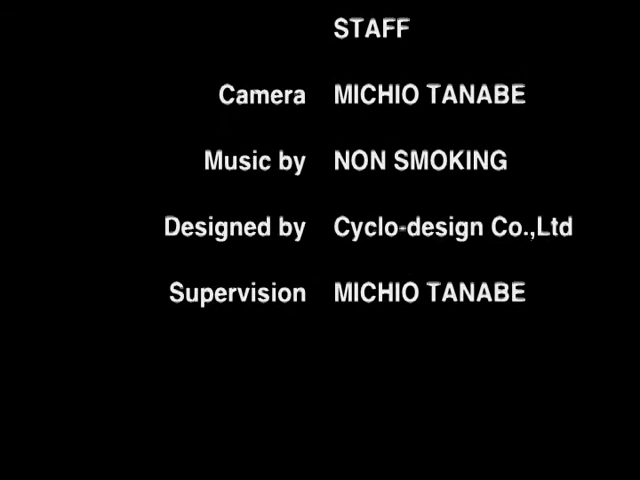 STAFF
Camera MICHIO TANABE
Music by NON SMOKING
Designed by Cyclo-design Co.,Ltd
Supervision MICHIO TANABE